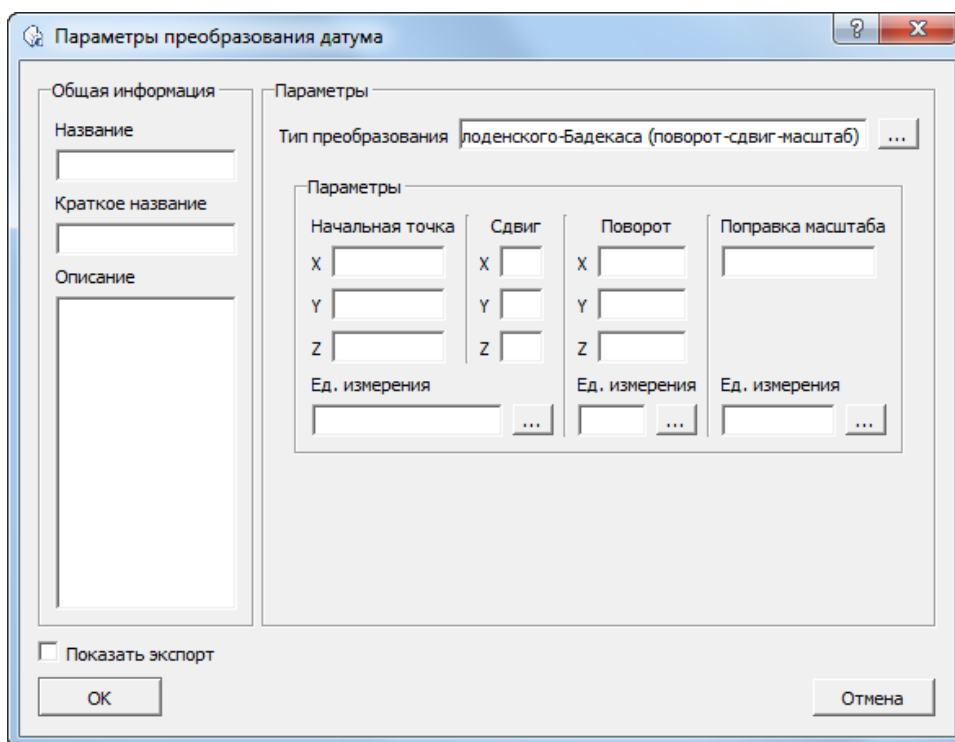 Параметры преобразования датума
Общая информация
Название
Краткое название
Описание
Параметры
Тип преобразования лоденского-Бадекаса (поворот-сдвиг-масштаб) ...
Параметры
Начальная точка Сдвиг Поворот Поправка масштаба
X X X
Y Y Y
Z Z Z
Ед. измерения Ед. измерения Ед. измерения
... ... ...
Показать экспорт
OK Отмена